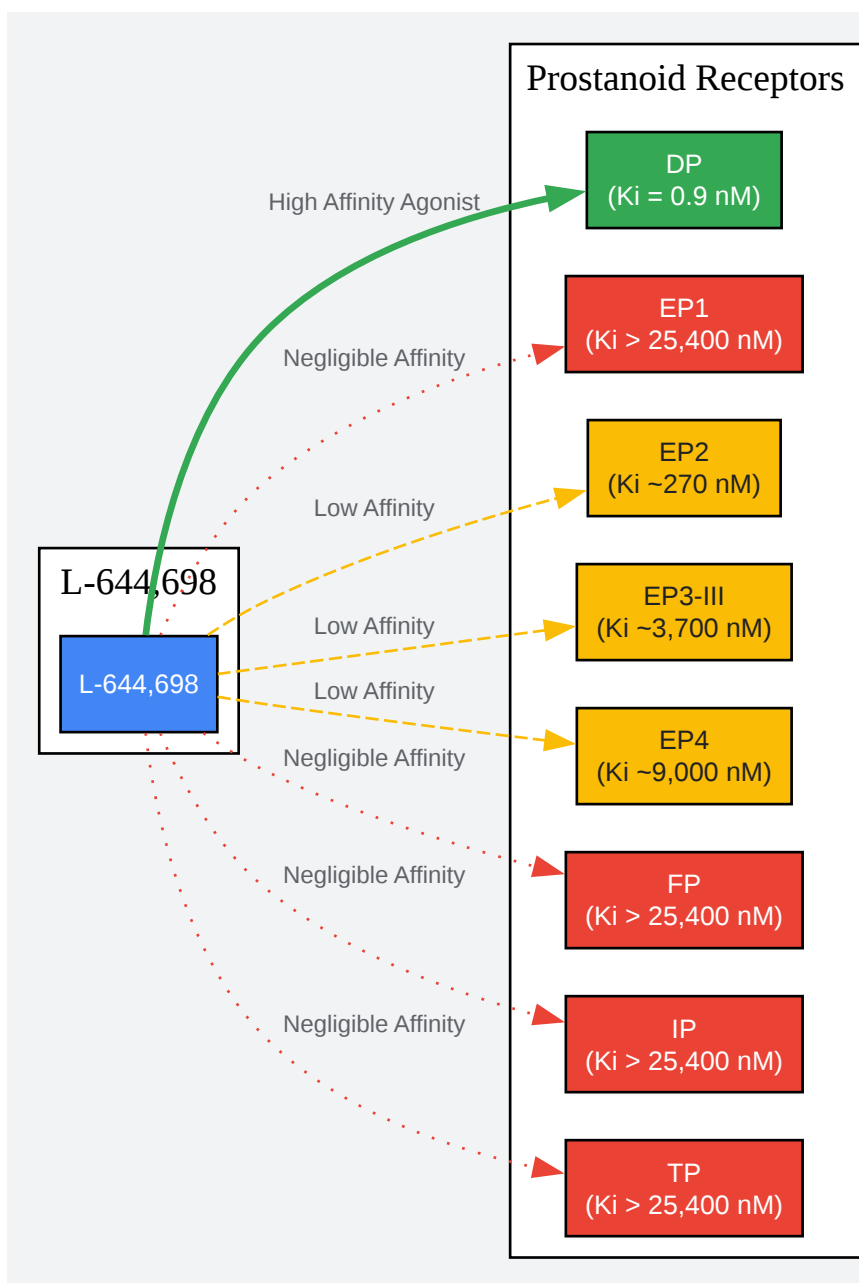 Prostanoid Receptors
DP
(Ki = 0.9 nM)
High Affinity Agonist
EP1
(Ki > 25,400 nM)
Negligible Affinity
EP2
(Ki ~270 nM)
Low Affinity
L-644,698
EP3-III
(Ki ~3,700 nM)
Low Affinity
L-644,698
Low Affinity
EP4
(Ki ~9,000 nM)
Negligible Affinity
FP
(Ki > 25,400 nM)
Negligible Affinity
IP
(Ki > 25,400 nM)
Negligible Affinity
TP
(Ki > 25,400 nM)